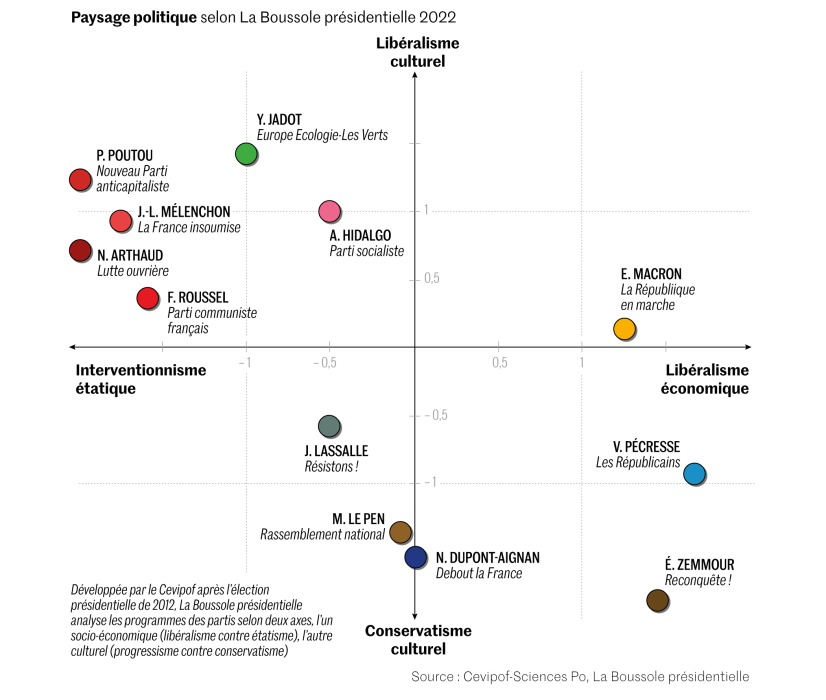 Paysage politique selon La Boussole présidentielle 2022
Libéralisme
culturel
Y. JADOT
Europe Ecologie-Les Verts
P. POUTOU
Nouveau Parti
anticapitaliste
J.-L. MÉLENCHON
La France insoumise
1
A. HIDALGO
Parti socialiste
N. ARTHAUD
Lutte ouvrière
0,5
E. MACRON
La Républiique
en marche
F. ROUSSEL
Parti communiste
français
– 1
– 0,5
0,5
1
Interventionnisme
étatique
Libéralisme
économique
– 0,5
J. LASSALLE
Résistons !
V. PÉCRESSE
Les Républicains
– 1
M. LE PEN
Rassemblement national
N. DUPONT-AIGNAN
Debout la France
É. ZEMMOUR
Reconquête !
Développée par le Cevipof après l'élection
présidentielle de 2012, La Boussole présidentielle
analyse les programmes des partis selon deux axes, l'un
socio-économique (libéralisme contre étatisme), l'autre
culturel (progressisme contre conservatisme)
Conservatisme
culturel
Source : Cevipof-Sciences Po, La Boussole présidentielle